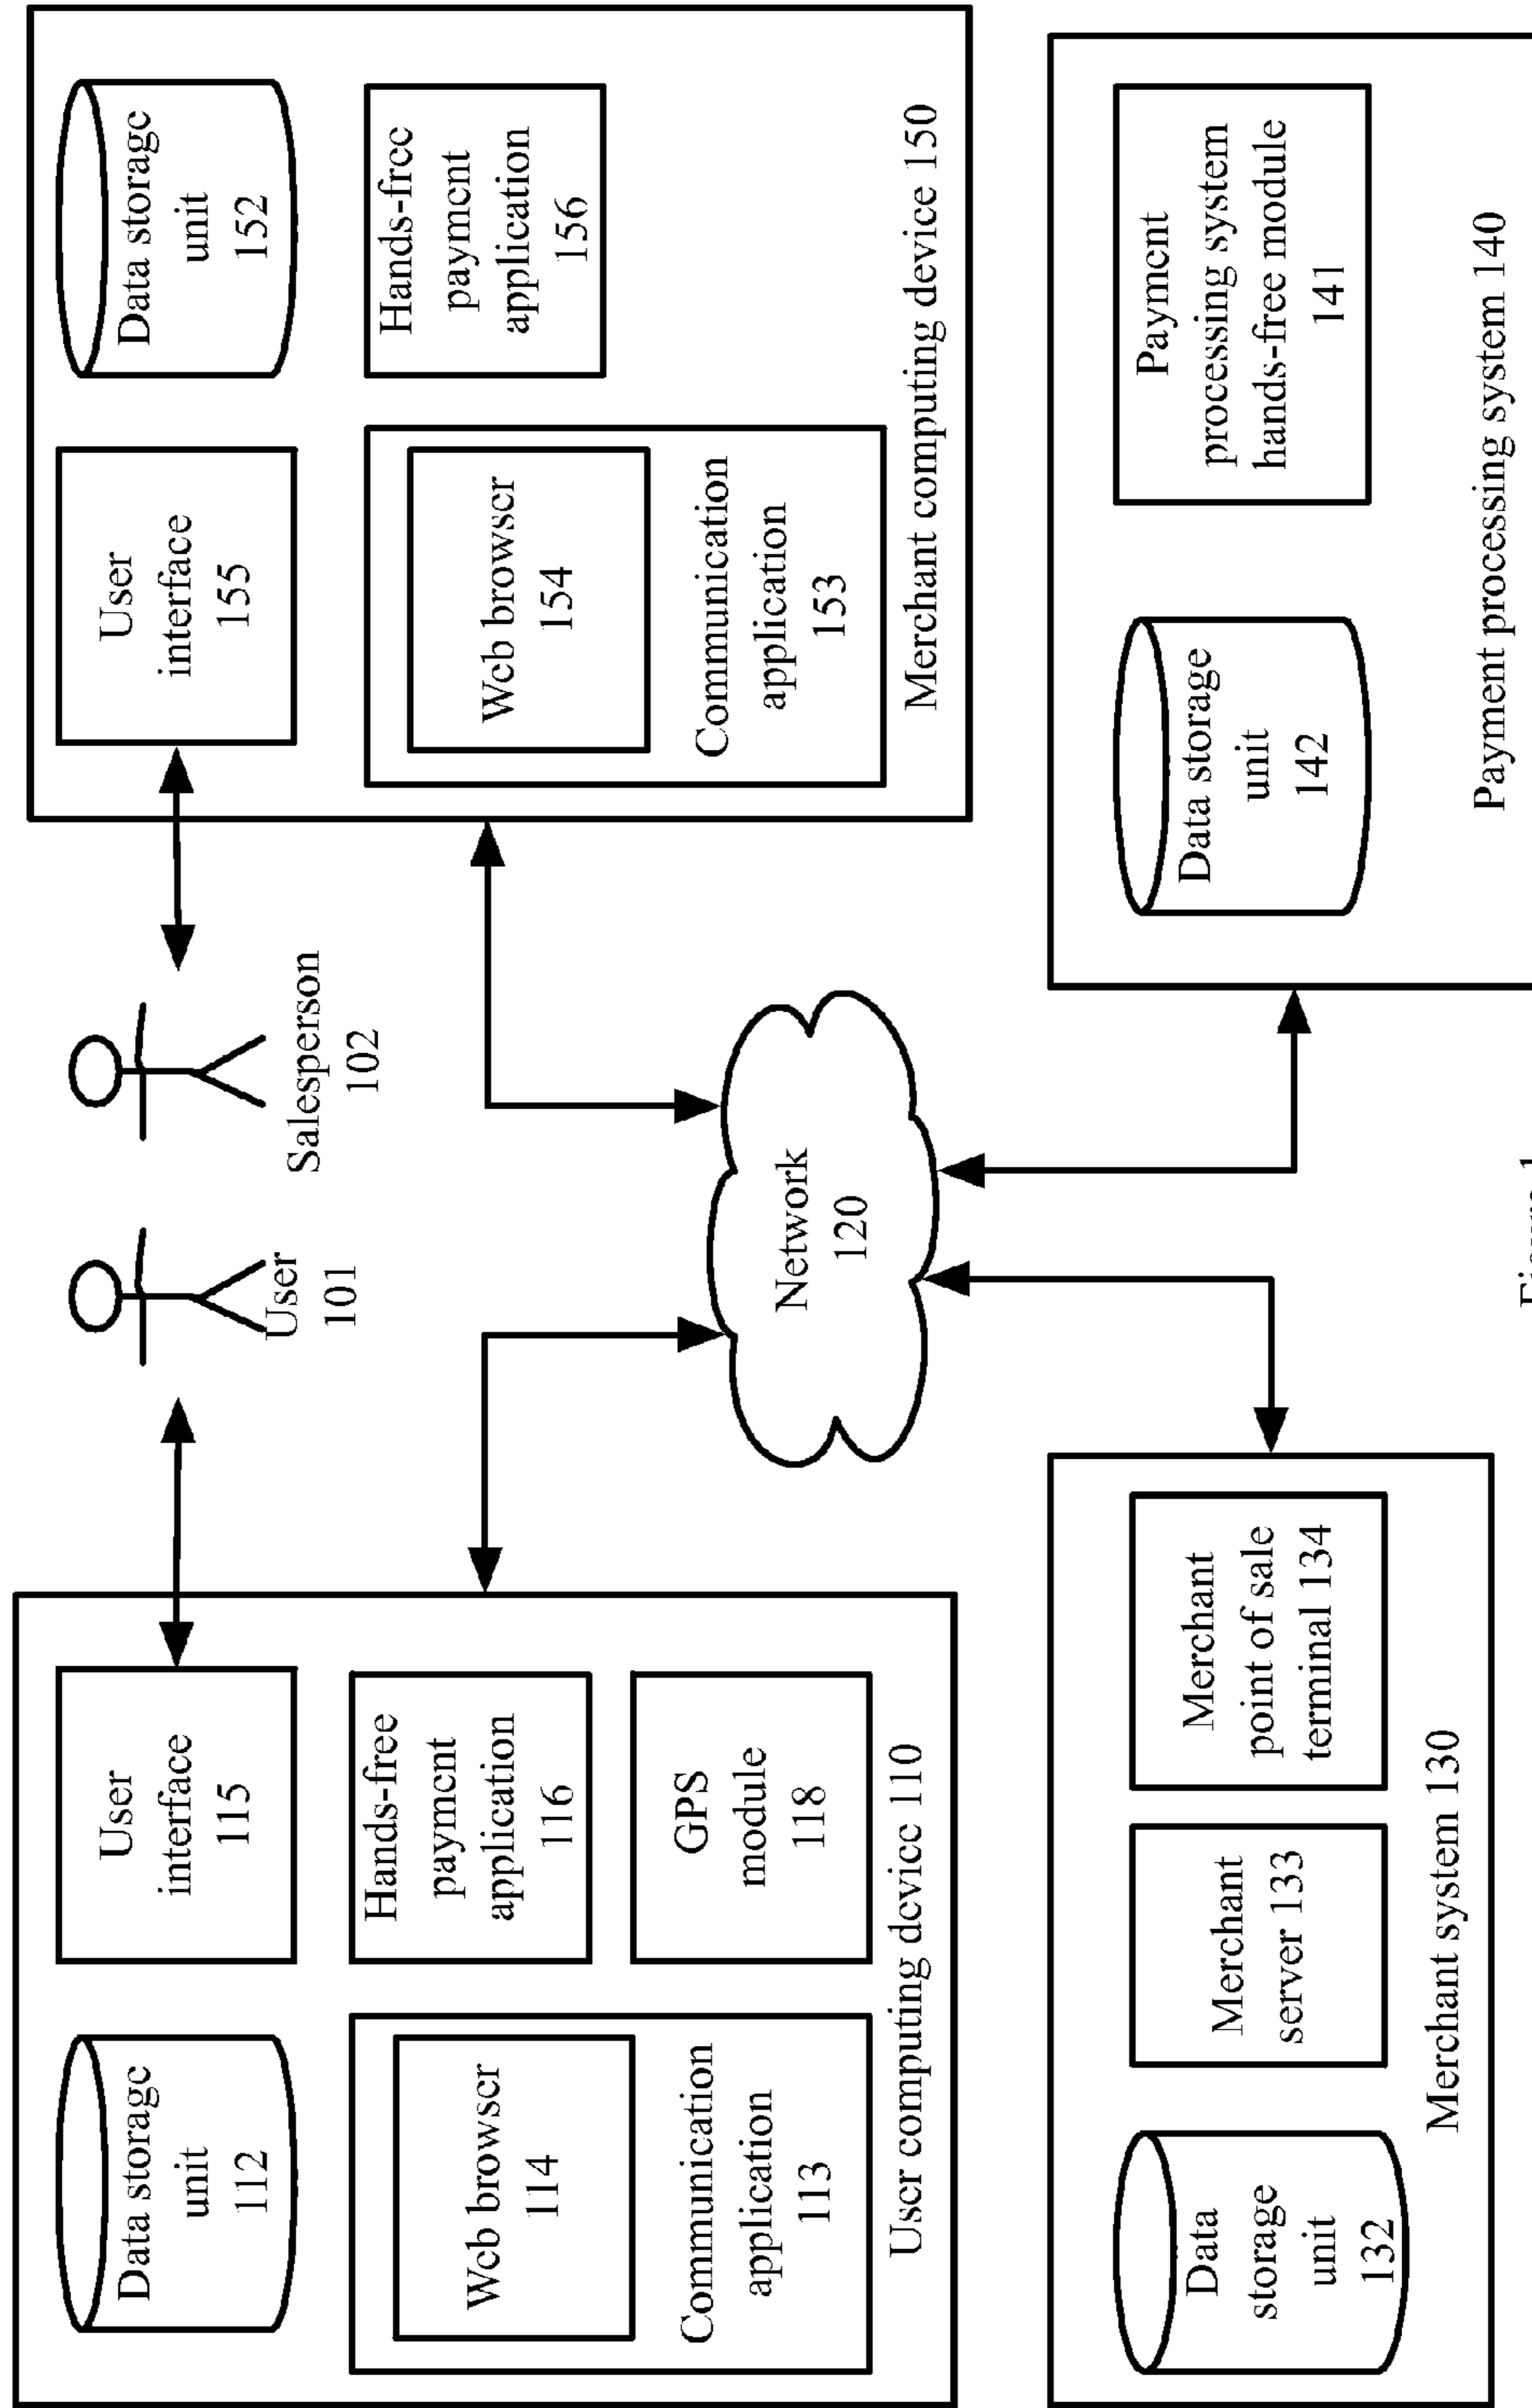 Data storage
unit
112
User
interface
115
Web browser
114
Communication
application
113
Hands-free
payment
application
116
GPS
module
118
User computing device 110
User
101
Salesperson
102
User
interface
155
Data storage
unit
152
Web browser
154
Communication
application
153
Hands-free
payment
application
156
Merchant computing device 150
Network
120
Data
storage
unit
132
Merchant
server 133
Merchant
point of sale
terminal 134
Merchant system 130
Data storage
unit
142
Payment
processing system
hands-free module
141
Payment processing system 140
Figure 1